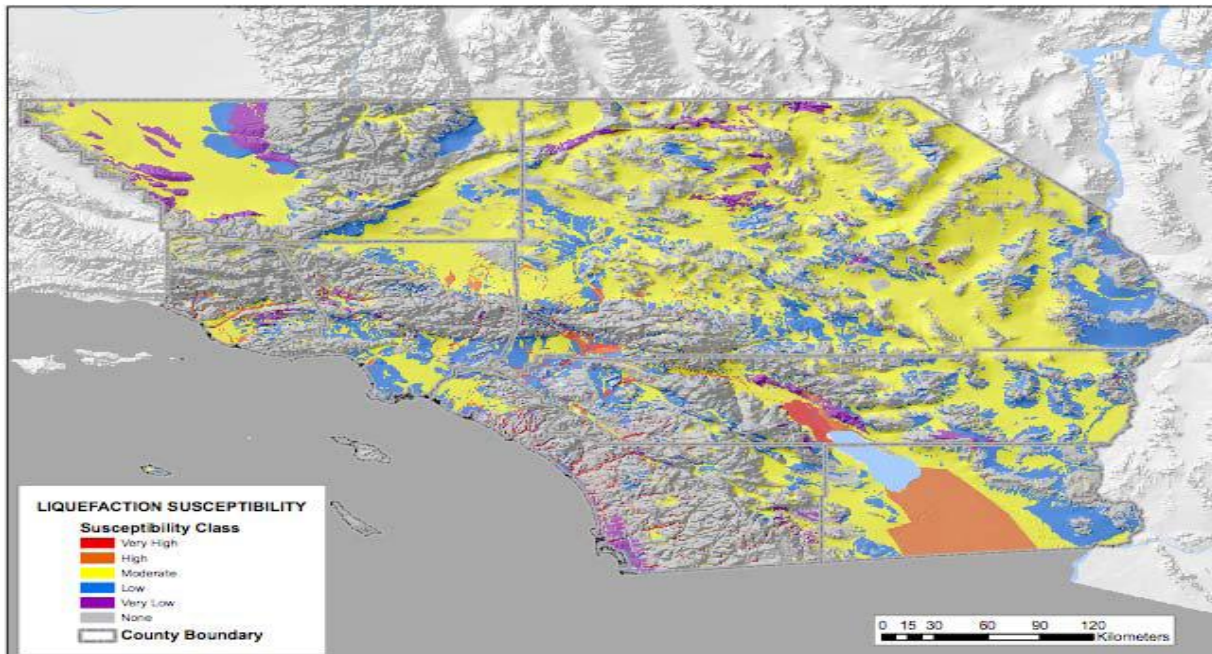 LIQUEFACTION SUSCEPTIBILITY
Susceptibility Class
Very High
High
Moderate
Low
Very Low
None
County Boundary
0 15 30 60 90 120
Kilometers